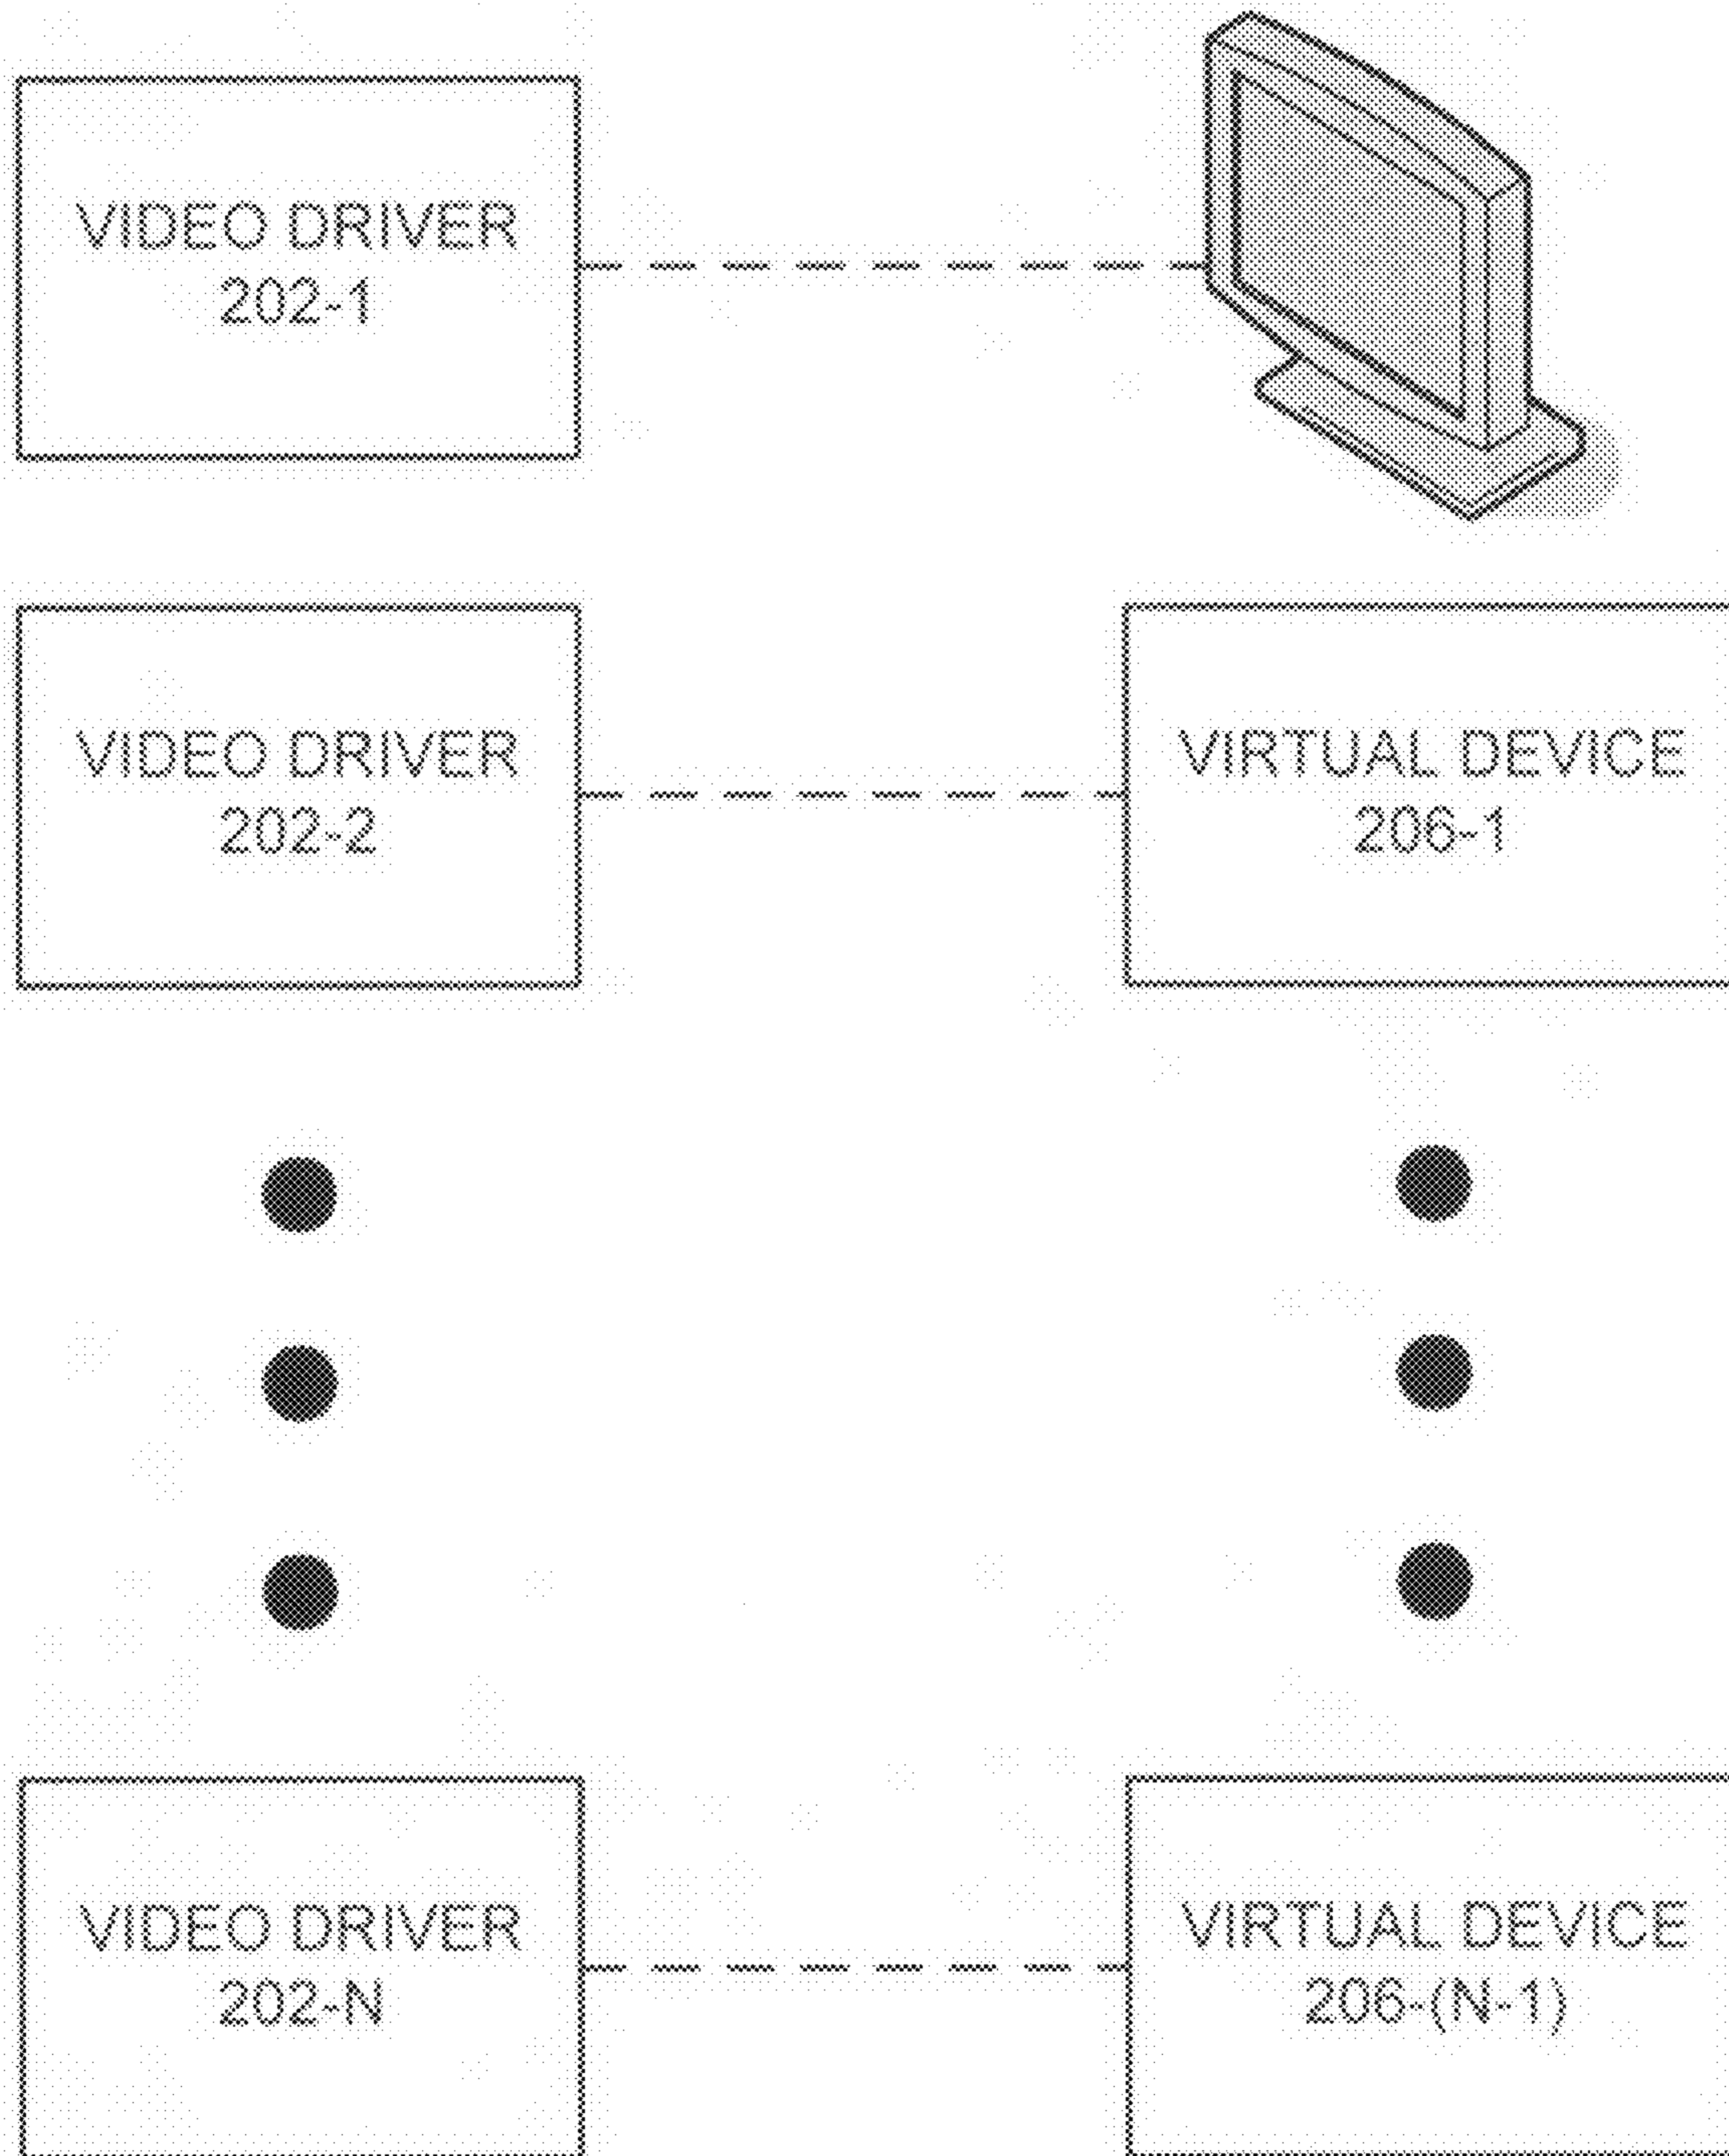 VIDEO DRIVER
202-1
VIDEO DRIVER
202-2
VIRTUAL DEVICE
206-1
VIDEO DRIVER
202-N
VIRTUAL DEVICE
206-(N-1)